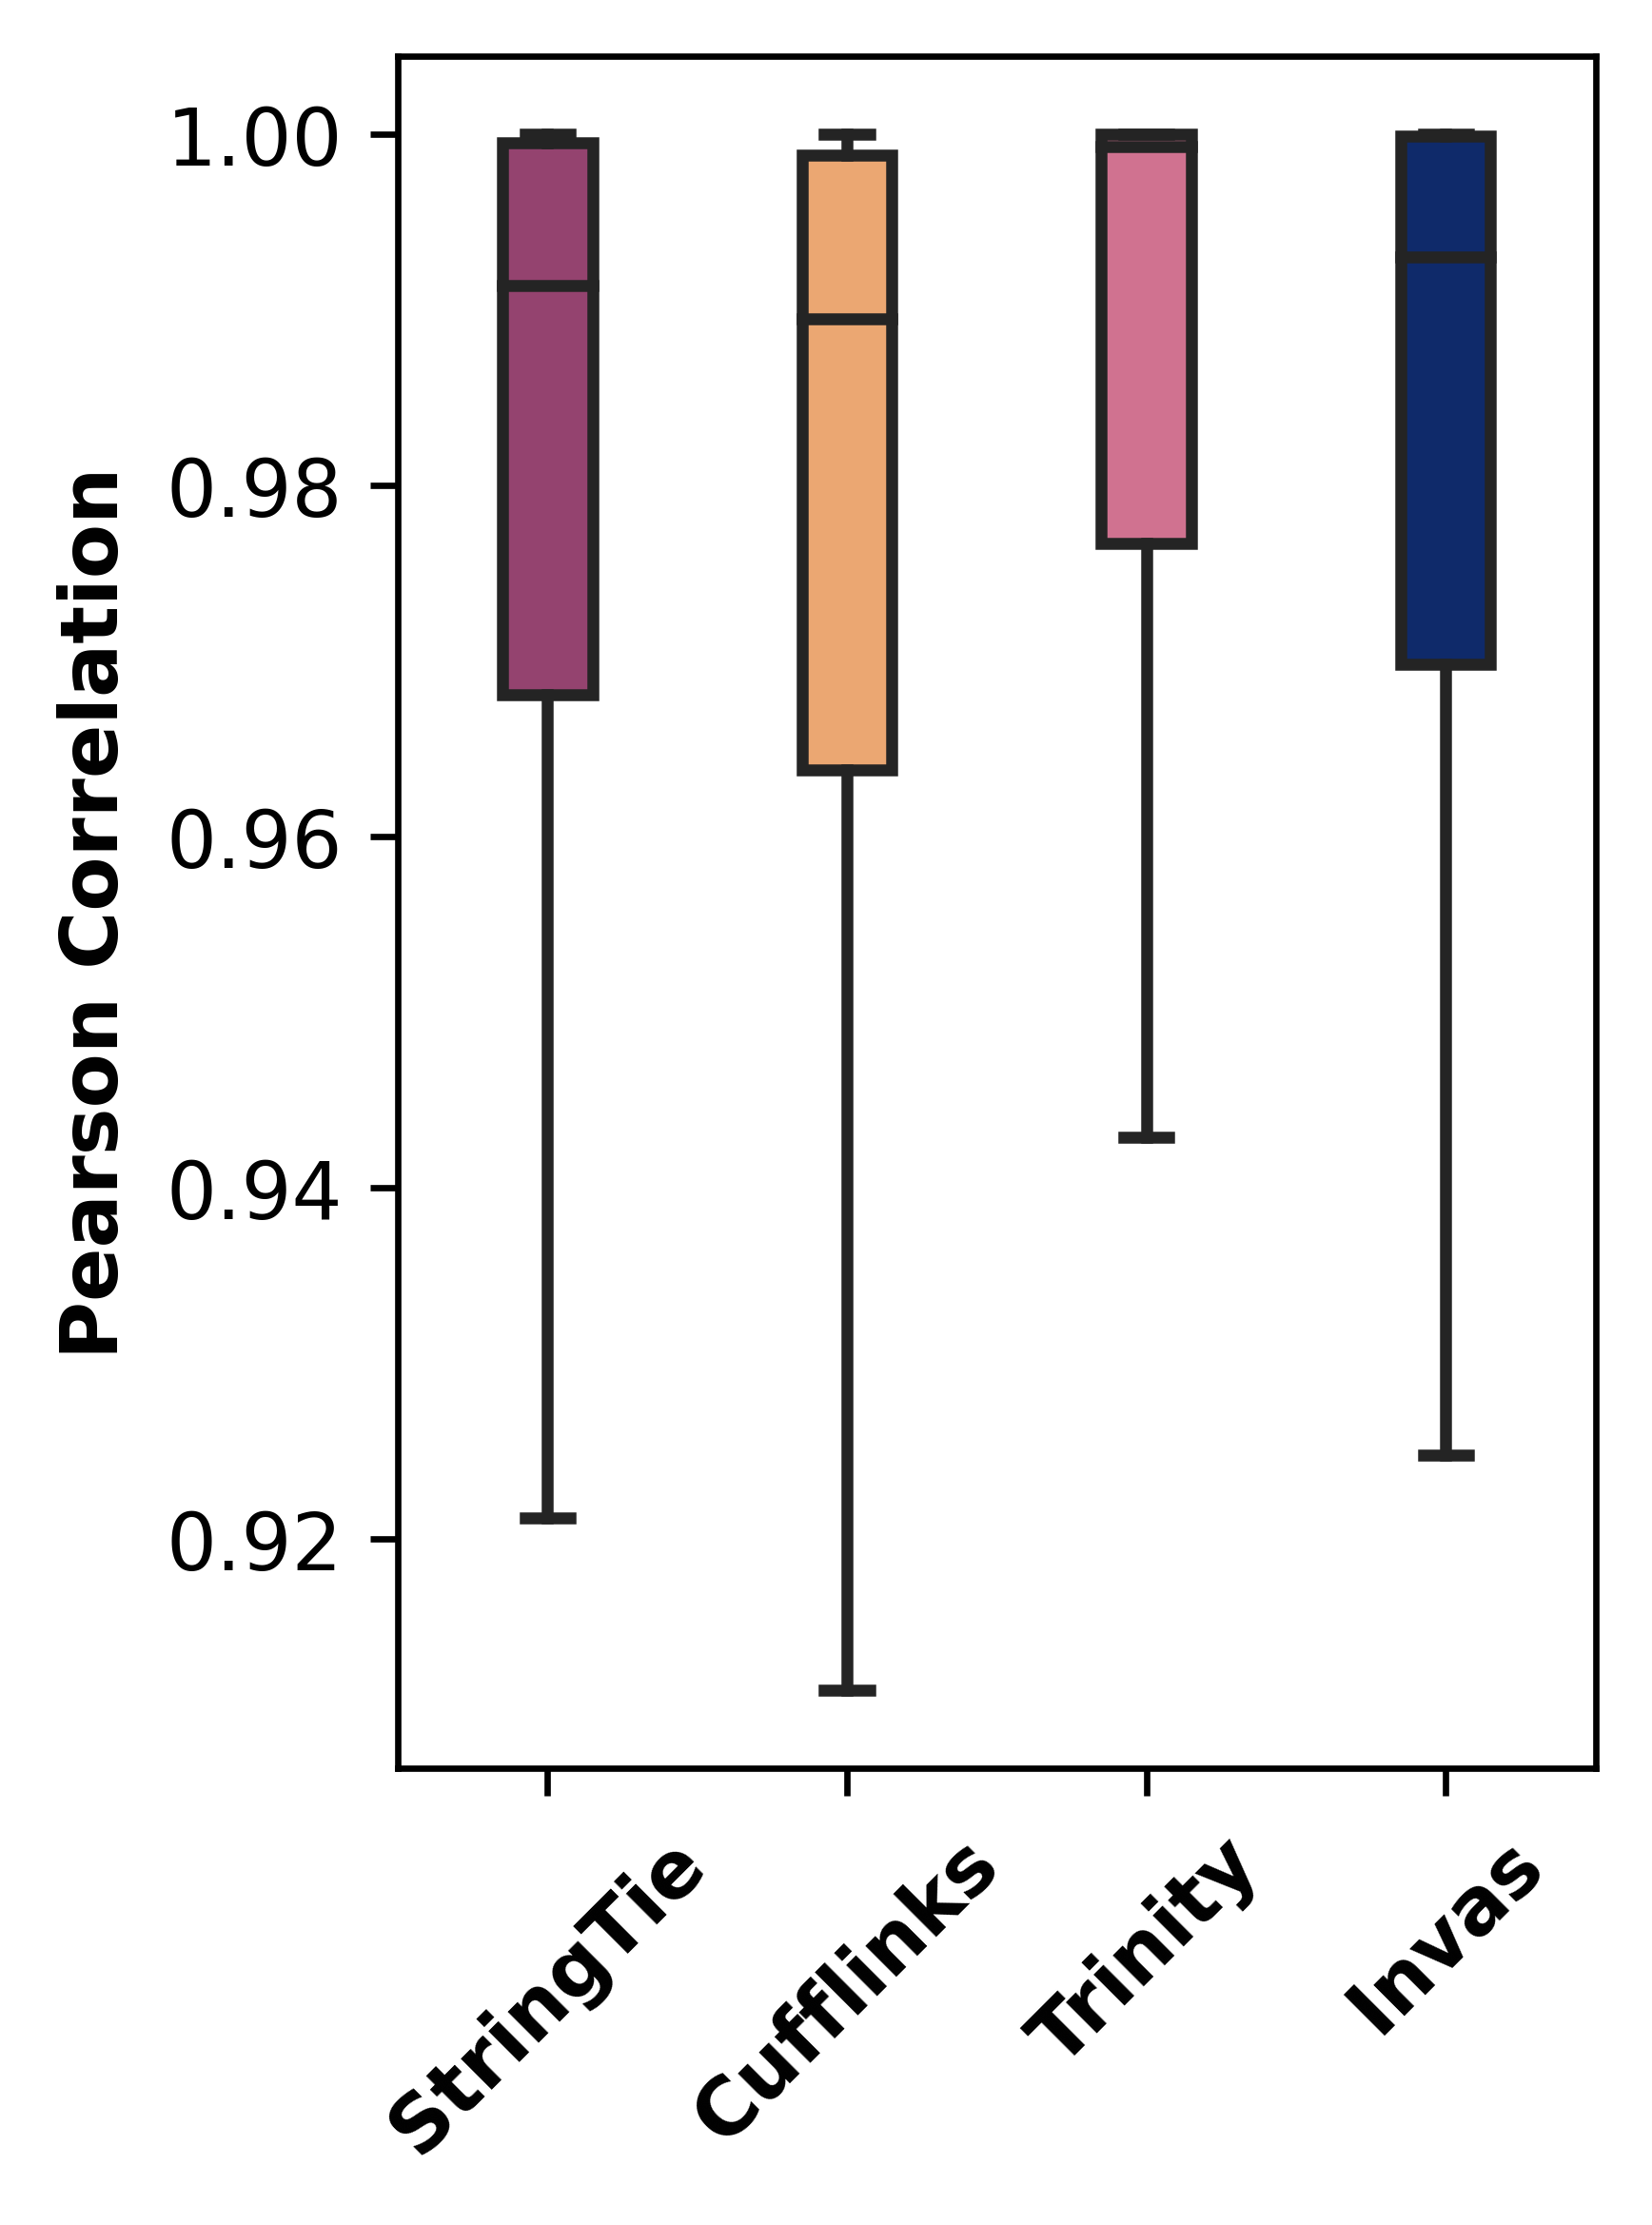 Pearson Correlation
1.00
0.98
0.96
0.94
0.92
StringTie
Cufflinks
Trinity
Invas